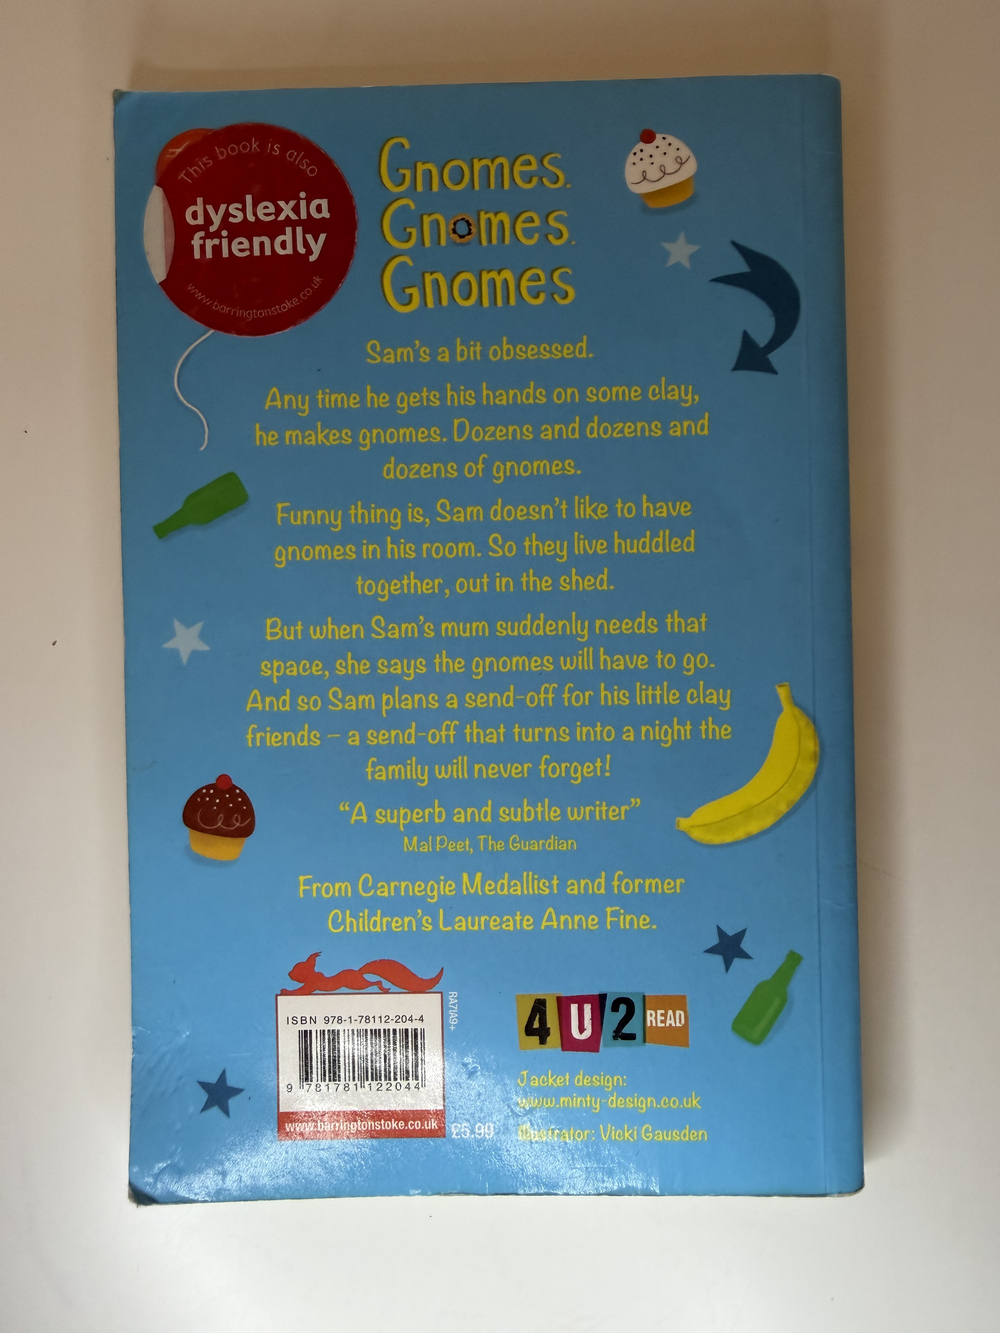 This book is also
dyslexia
friendly
www.barringtonstoke.co.uk
Gnomes.
Gnomes.
Gnomes
Sam's a bit obsessed.
Any time he gets his hands on some clay,
he makes gnomes. Dozens and dozens and
dozens of gnomes.
Funny thing is, Sam doesn't like to have
gnomes in his room. So they live huddled
together, out in the shed.
But when Sam's mum suddenly needs that
space, she says the gnomes will have to go.
And so Sam plans a send-off for his little clay
friends – a send-off that turns into a night the
family will never forget!
“A superb and subtle writer”
Mal Peet, The Guardian
From Carnegie Medallist and former
Children's Laureate Anne Fine.
ISBN 978-1-78112-204-4
9 781781 122044
www.barringtonstoke.co.uk
RA7IA9+
£5.99
4 U 2 READ
Jacket design:
www.minty-design.co.uk
Illustrator: Vicki Gausden